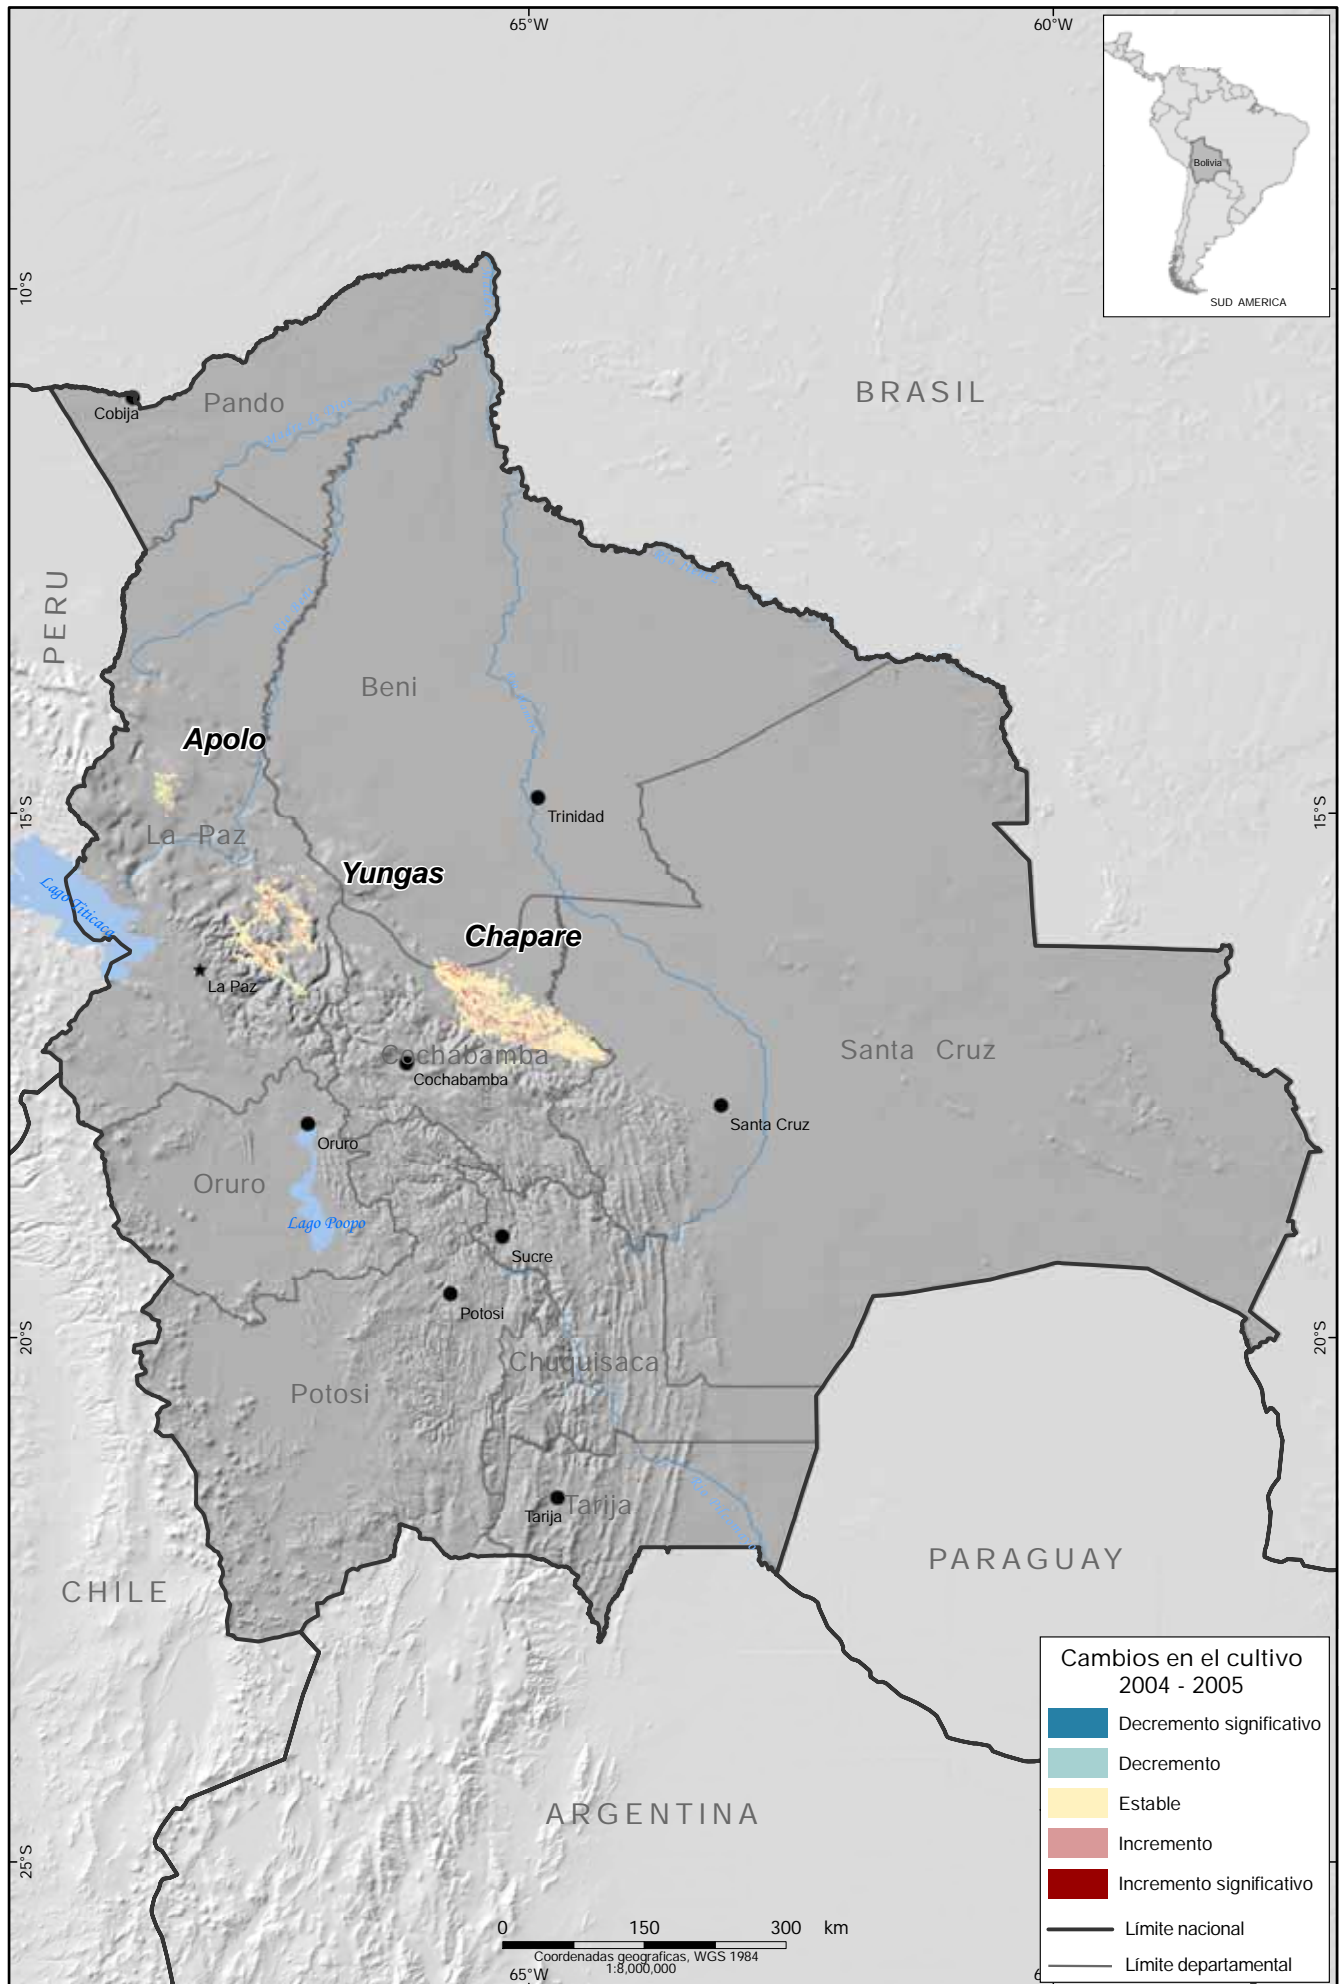 65°W
60°W
Bolivia
SUD AMERICA
10°S
BRASIL
Pando
Cobija
Madre de Dios
PERU
Beni
Apolo
15°S
15°S
Trinidad
La Paz
Yungas
Lago Titicaca
Chapare
La Paz
Santa Cruz
Cochabamba
Cochabamba
Santa Cruz
Oruro
Oruro
Lago Poopo
Sucre
Potosi
20°S
20°S
Chuquisaca
Potosi
Tarija
Tarija
PARAGUAY
CHILE
Cambios en el cultivo
2004 - 2005
Decremento significativo
Decremento
Estable
Incremento
Incremento significativo
Límite nacional
Límite departamental
ARGENTINA
25°S
0 150 300 km
Coordenadas geograficas, WGS 1984
1:8,000,000
65°W